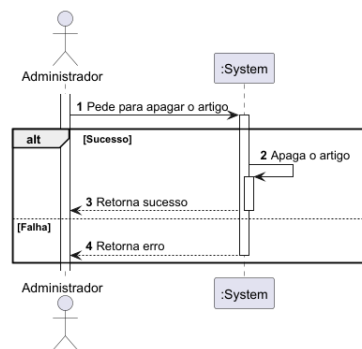 Administrador
:System
1 Pede para apagar o artigo
alt
[Sucesso]
2 Apaga o artigo
3 Retorna sucesso
[Falha]
4 Retorna erro
Administrador
:System